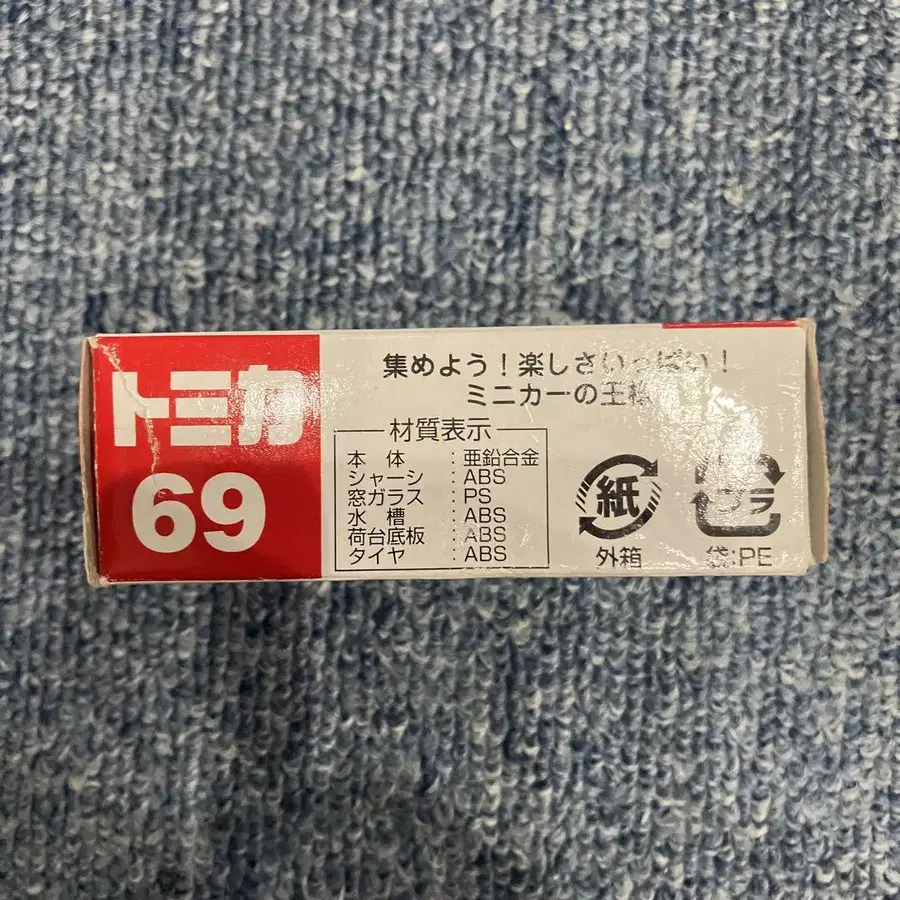 トミカ
69
集めよう!楽しさいっぱい!
ミニカーの王様
材質表示
本体:亜鉛合金
シャーシ:ABS
窓ガラス:PS
水槽:ABS
荷台底板:ABS
タイヤ:ABS
紙
外箱
プラ
袋:PE